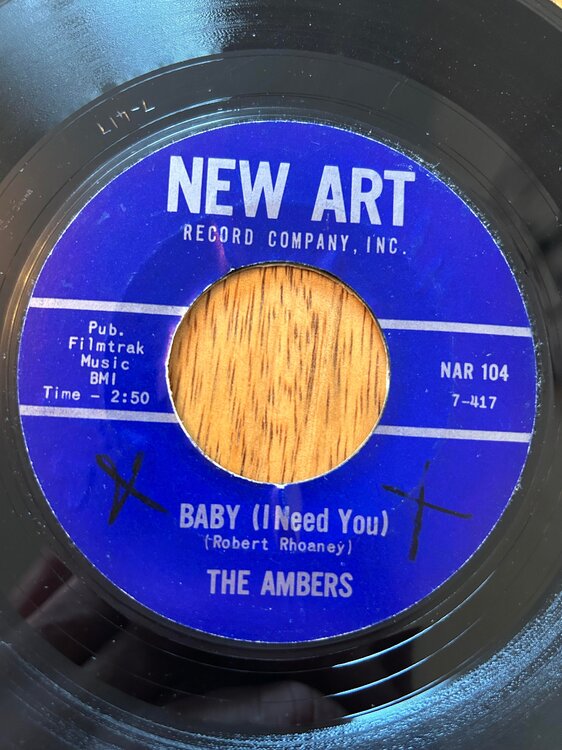 7-417
NEW ART
RECORD COMPANY, INC.
Pub.
Filmtrak
Music
BMI
Time - 2:50
NAR 104
7-417
BABY (I Need You)
(Robert Rhoaney)
THE AMBERS